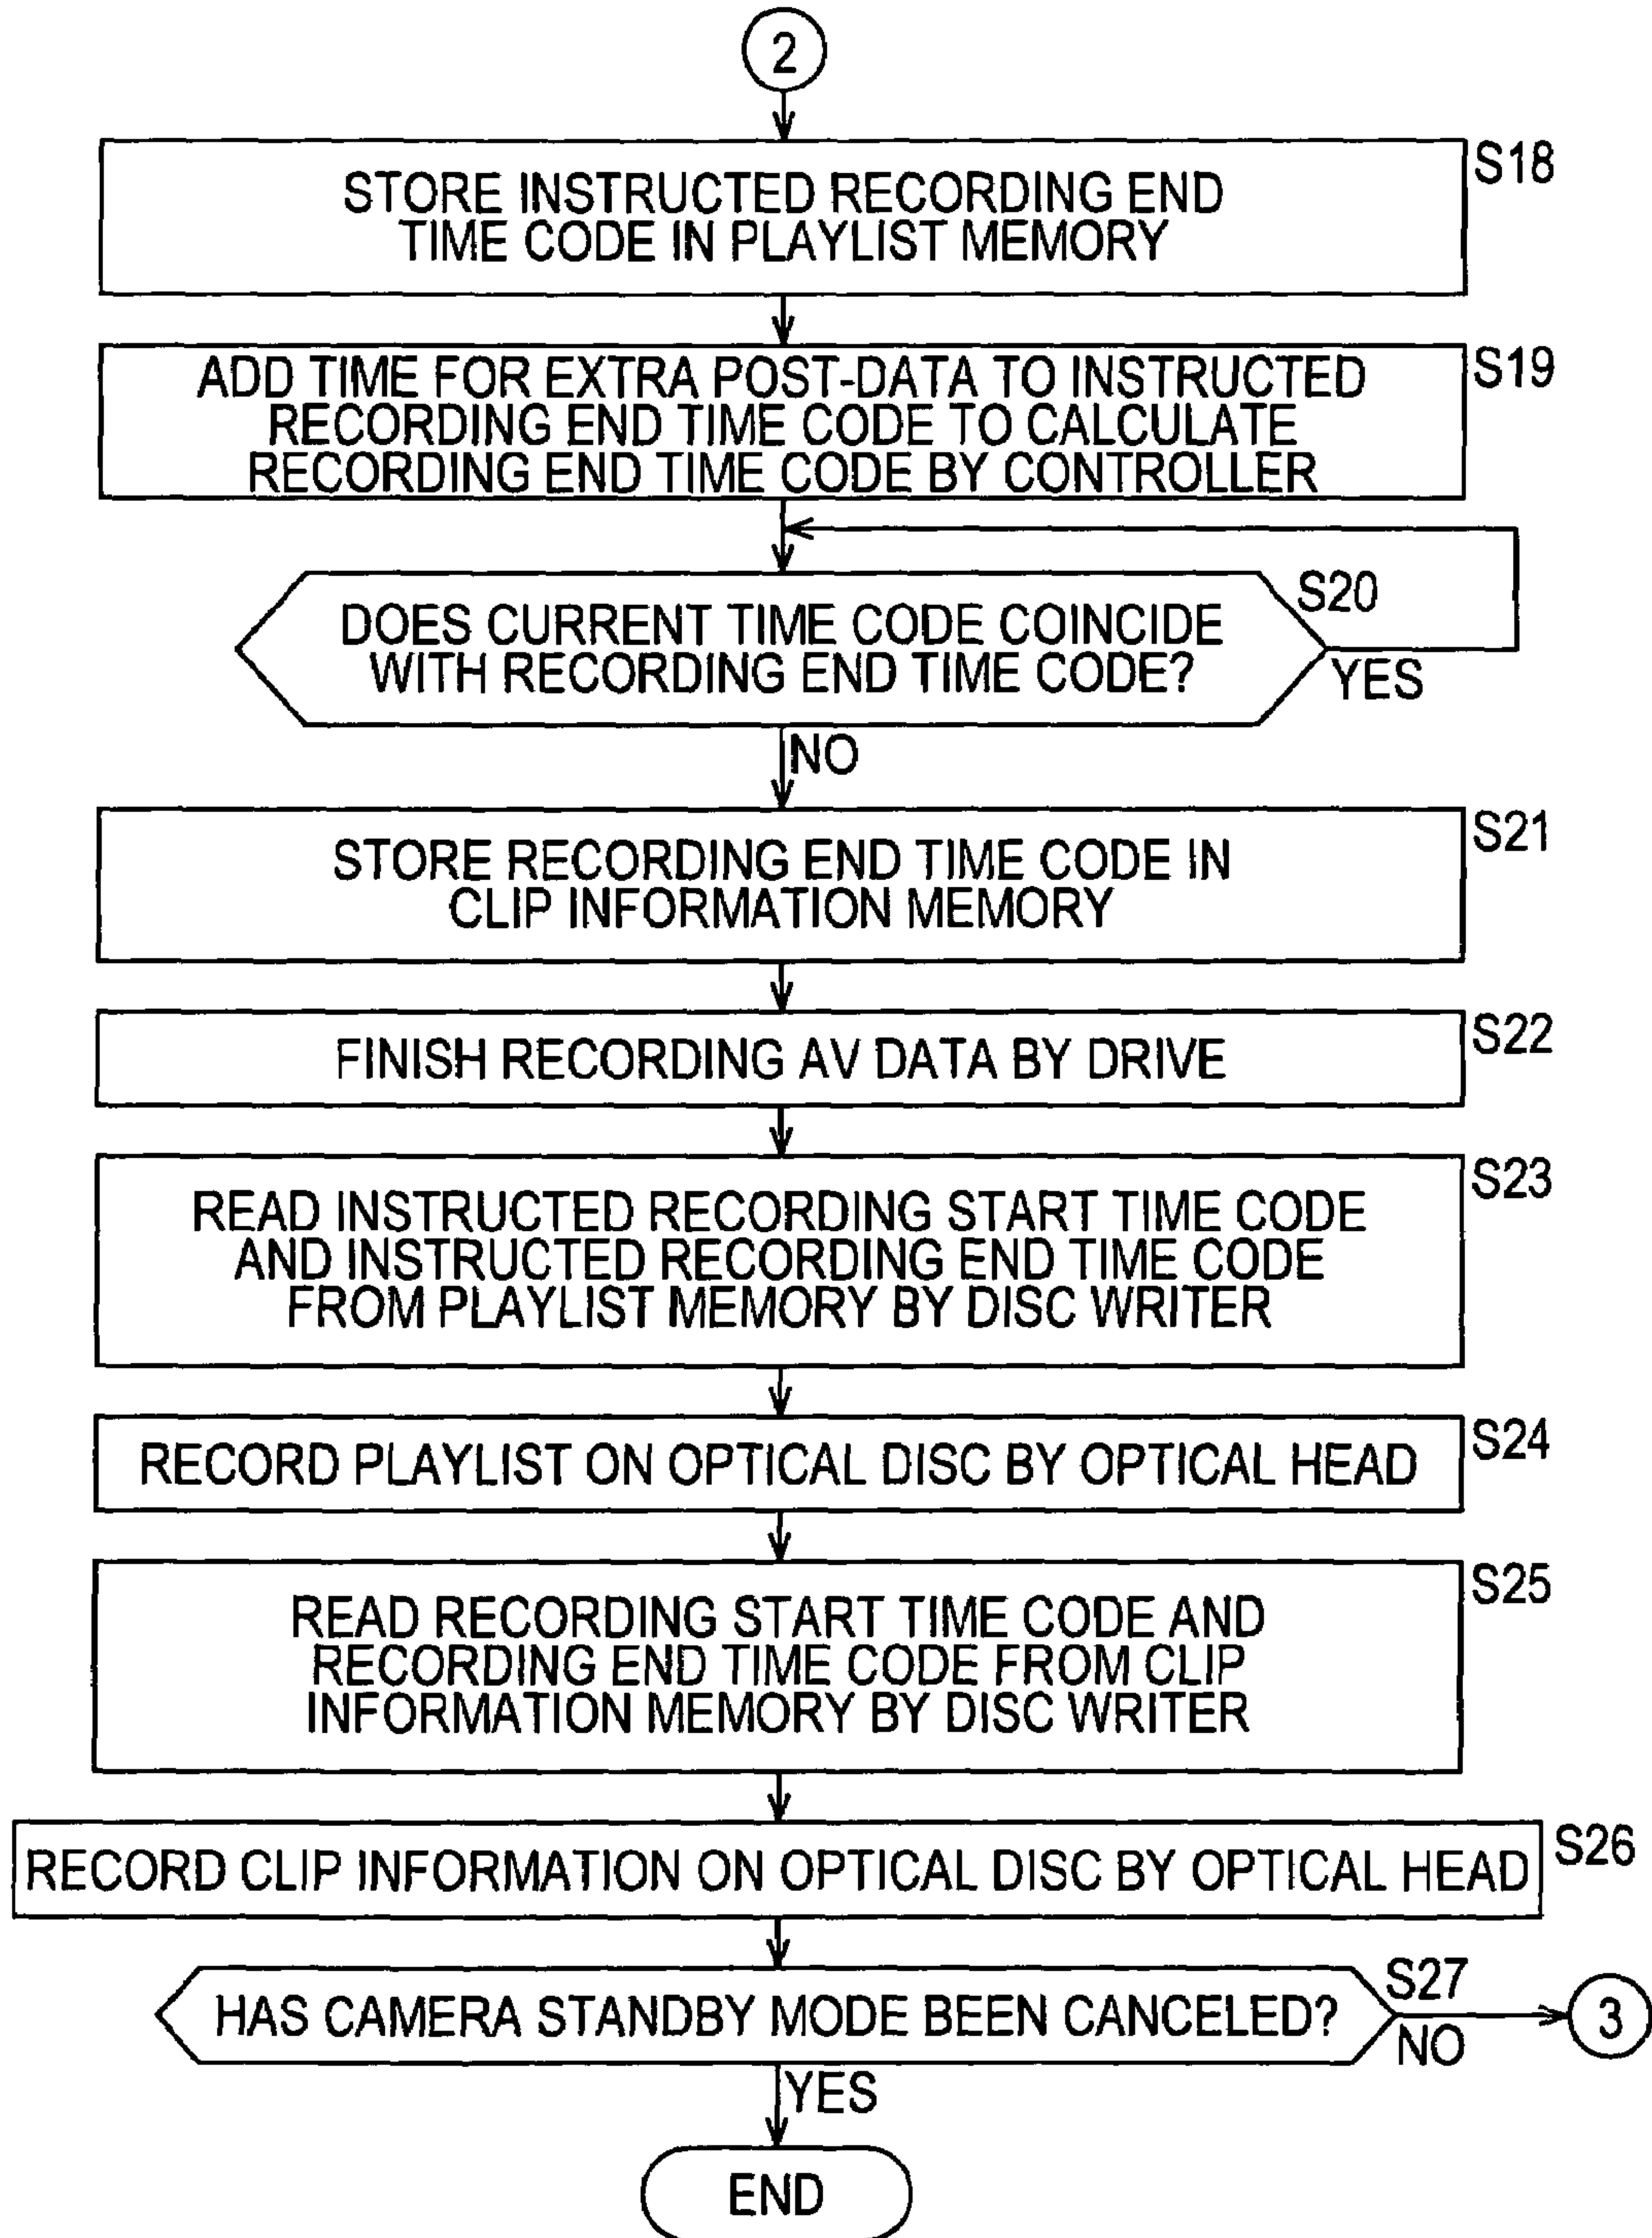 2
S18
STORE INSTRUCTED RECORDING END
TIME CODE IN PLAYLIST MEMORY
S19
ADD TIME FOR EXTRA POST-DATA TO INSTRUCTED
RECORDING END TIME CODE TO CALCULATE
RECORDING END TIME CODE BY CONTROLLER
S20
DOES CURRENT TIME CODE COINCIDE
WITH RECORDING END TIME CODE?
YES
NO
S21
STORE RECORDING END TIME CODE IN
CLIP INFORMATION MEMORY
S22
FINISH RECORDING AV DATA BY DRIVE
S23
READ INSTRUCTED RECORDING START TIME CODE
AND INSTRUCTED RECORDING END TIME CODE
FROM PLAYLIST MEMORY BY DISC WRITER
S24
RECORD PLAYLIST ON OPTICAL DISC BY OPTICAL HEAD
S25
READ RECORDING START TIME CODE AND
RECORDING END TIME CODE FROM CLIP
INFORMATION MEMORY BY DISC WRITER
S26
RECORD CLIP INFORMATION ON OPTICAL DISC BY OPTICAL HEAD
S27
HAS CAMERA STANDBY MODE BEEN CANCELED?
3
NO
YES
END